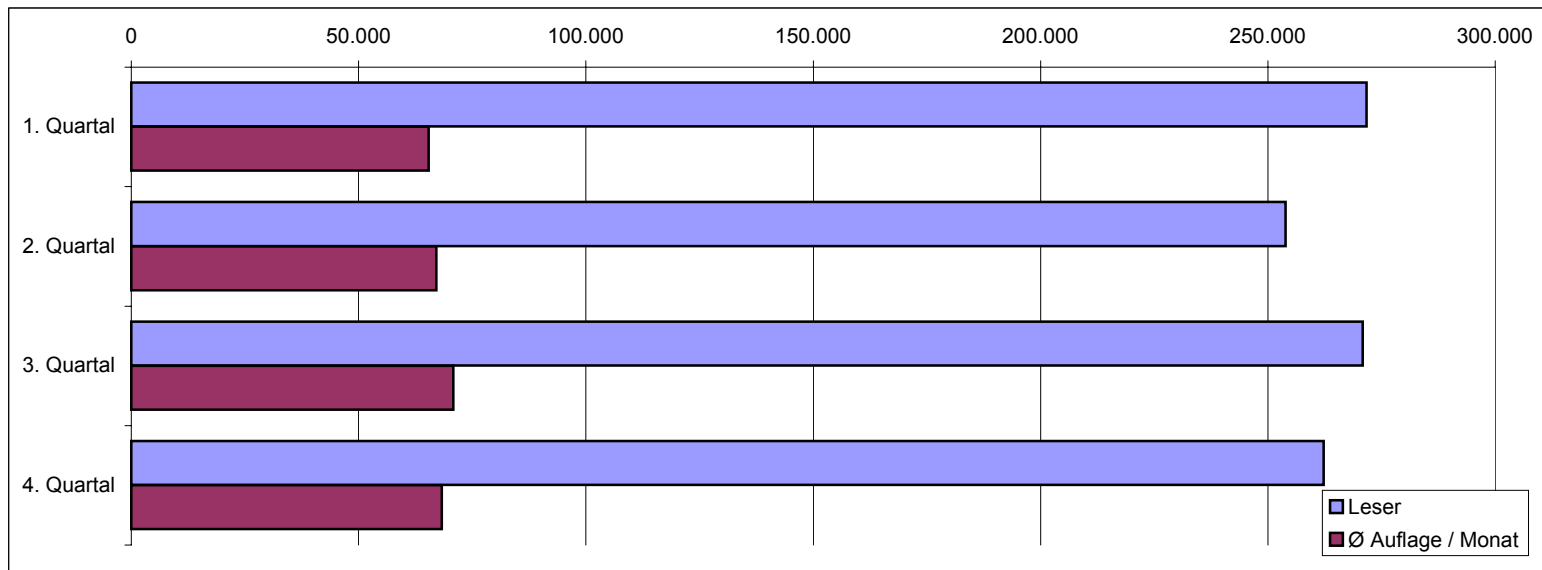 0 50.000 100.000 150.000 200.000 250.000 300.000
1. Quartal
2. Quartal
3. Quartal
4. Quartal
Leser
Ø Auflage / Monat